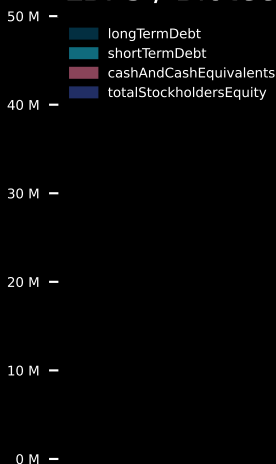 50 M
longTermDebt
shortTermDebt
cashAndCashEquivalents
totalStockholdersEquity
40 M
30 M
20 M
10 M
0 M